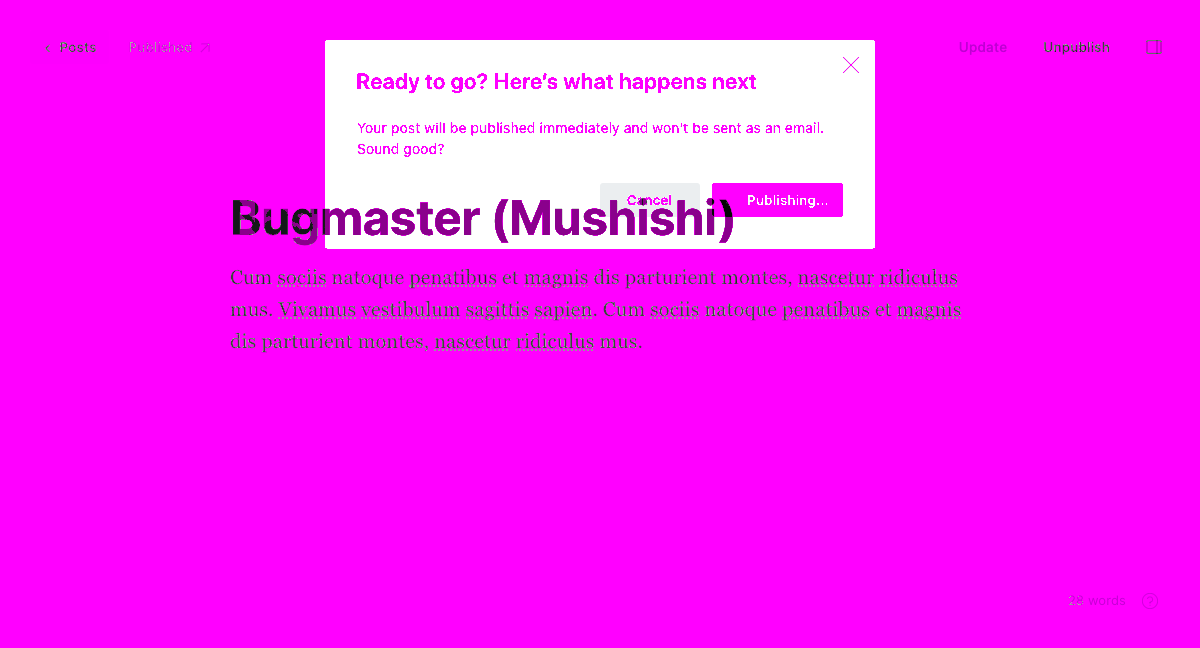 Posts Published Update Unpublish
Ready to go? Here’s what happens next
Your post will be published immediately and won't be sent as an email.
Sound good?
Cancel Publishing...
Bugmaster (Mushishi)
Cum sociis natoque penatibus et magnis dis parturient montes, nascetur ridiculus
mus. Vivamus vestibulum sagittis sapien. Cum sociis natoque penatibus et magnis
dis parturient montes, nascetur ridiculus mus.
words ?